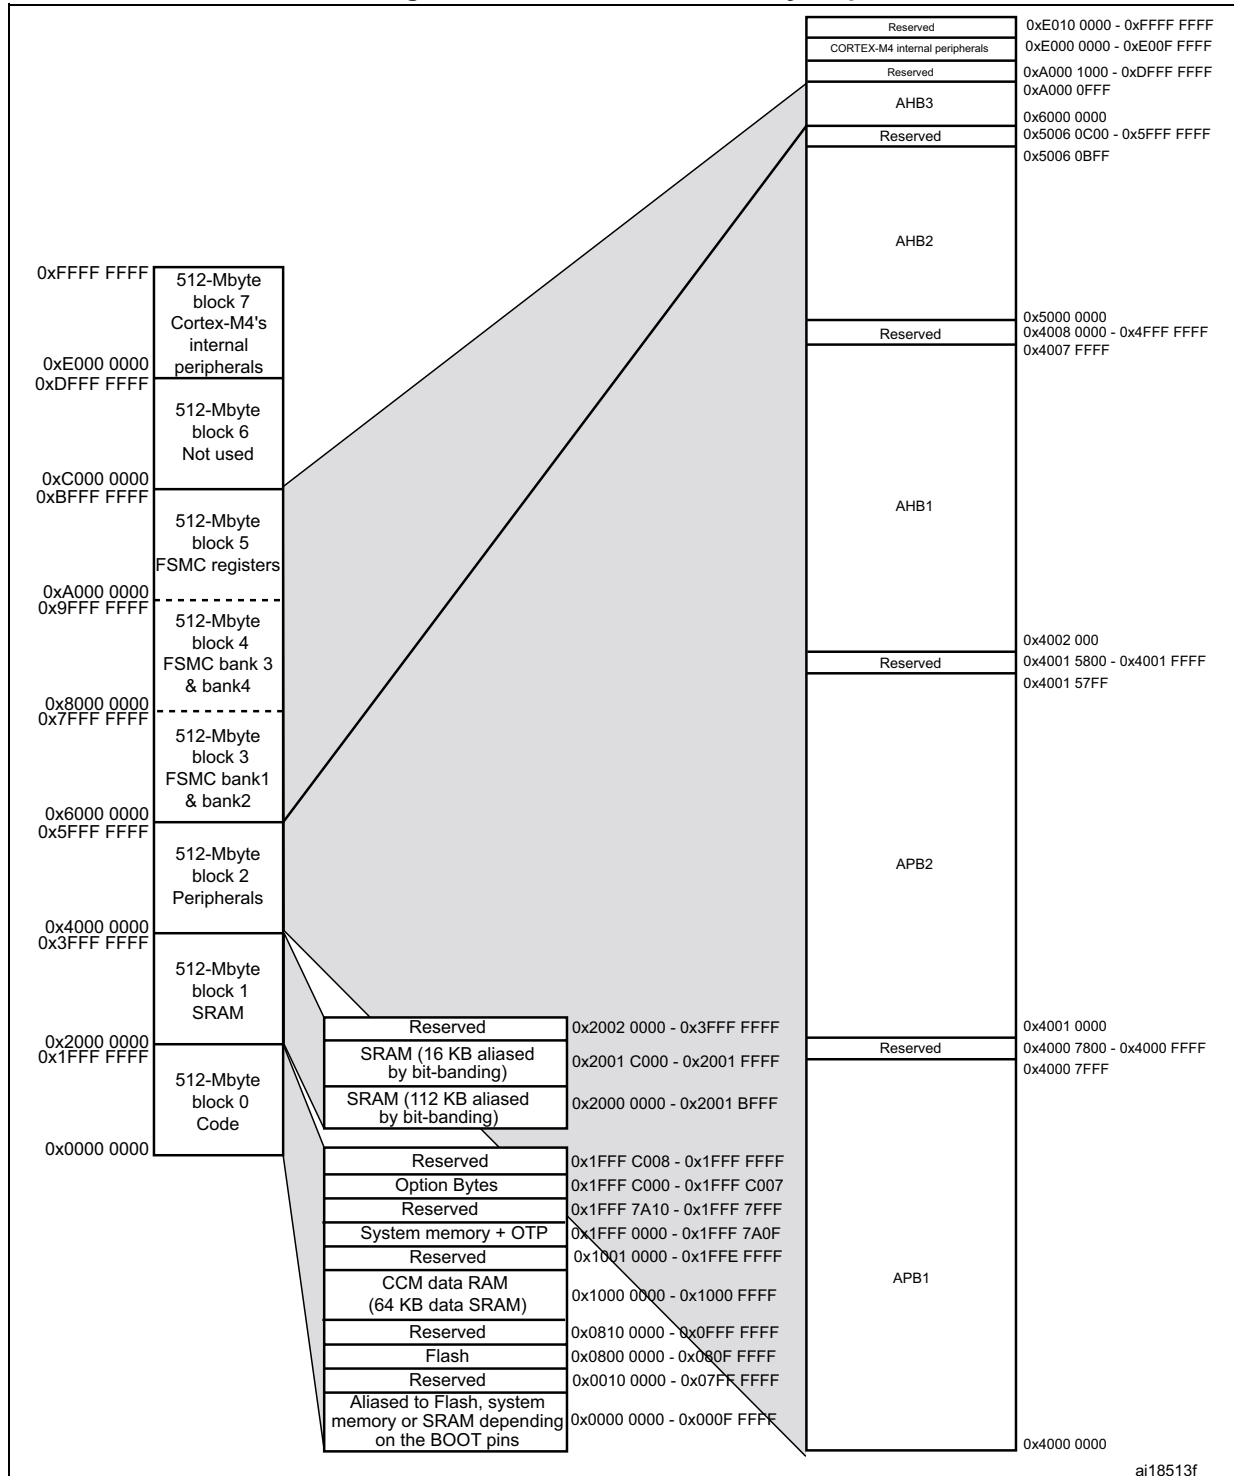 0xFFFF FFFF
512-Mbyte
block 7
Cortex-M4's
internal
peripherals
0xE000 0000
0xDFFF FFFF
512-Mbyte
block 6
Not used
0xC000 0000
0xBFFF FFFF
512-Mbyte
block 5
FSMC registers
0xA000 0000
0x9FFF FFFF
512-Mbyte
block 4
FSMC bank 3
& bank4
0x8000 0000
0x7FFF FFFF
512-Mbyte
block 3
FSMC bank1
& bank2
0x6000 0000
0x5FFF FFFF
512-Mbyte
block 2
Peripherals
0x4000 0000
0x3FFF FFFF
512-Mbyte
block 1
SRAM
0x2000 0000
0x1FFF FFFF
512-Mbyte
block 0
Code
0x0000 0000
Reserved 0x2002 0000 - 0x3FFF FFFF
SRAM (16 KB aliased
by bit-banding)
0x2001 C000 - 0x2001 FFFF
SRAM (112 KB aliased
by bit-banding)
0x2000 0000 - 0x2001 BFFF
Reserved 0x1FFF C008 - 0x1FFF FFFF
Option Bytes 0x1FFF C000 - 0x1FFF C007
Reserved 0x1FFF 7A10 - 0x1FFF 7FFF
System memory + OTP 0x1FFF 0000 - 0x1FFF 7A0F
Reserved 0x1001 0000 - 0x1FFE FFFF
CCM data RAM
(64 KB data SRAM)
0x1000 0000 - 0x1000 FFFF
Reserved 0x0810 0000 - 0x0FFF FFFF
Flash 0x0800 0000 - 0x080F FFFF
Reserved 0x0010 0000 - 0x07FF FFFF
Aliased to Flash, system
memory or SRAM depending
on the BOOT pins
0x0000 0000 - 0x000F FFFF
Reserved 0xE010 0000 - 0xFFFF FFFF
CORTEX-M4 internal peripherals 0xE000 0000 - 0xE00F FFFF
Reserved 0xA000 1000 - 0xDFFF FFFF
0xA000 0FFF
AHB3
0x6000 0000
Reserved 0x5006 0C00 - 0x5FFF FFFF
0x5006 0BFF
AHB2
0x5000 0000
Reserved 0x4008 0000 - 0x4FFF FFFF
0x4007 FFFF
AHB1
0x4002 000
Reserved 0x4001 5800 - 0x4001 FFFF
0x4001 57FF
APB2
0x4001 0000
Reserved 0x4000 7800 - 0x4000 FFFF
0x4000 7FFF
APB1
0x4000 0000
ai18513f